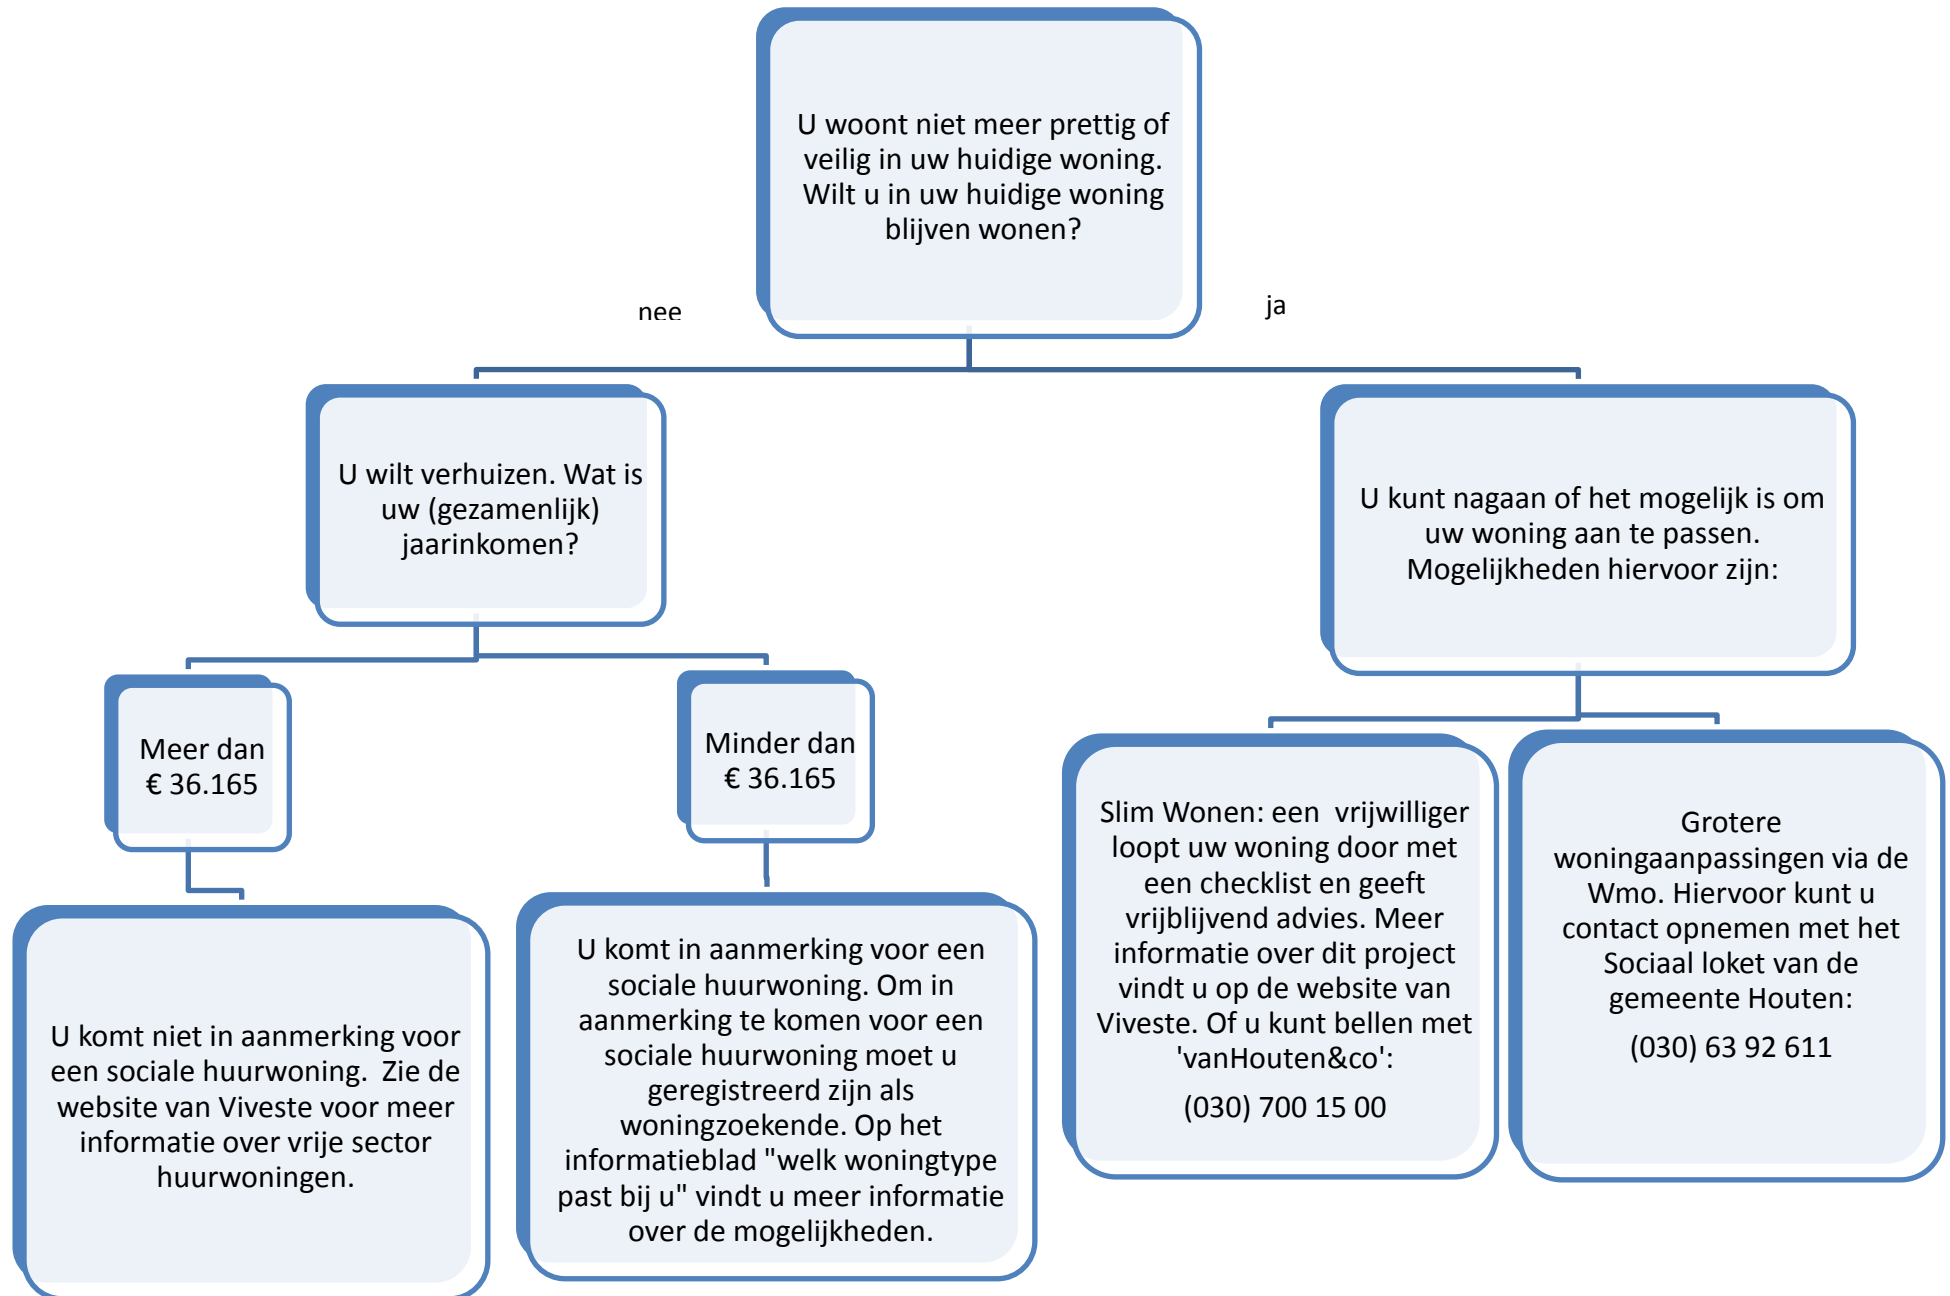 U woont niet meer prettig of
veilig in uw huidige woning.
Wilt u in uw huidige woning
blijven wonen?
nee
ja
U wilt verhuizen. Wat is
uw (gezamenlijk)
jaarinkomen?
U kunt nagaan of het mogelijk is om
uw woning aan te passen.
Mogelijkheden hiervoor zijn:
Meer dan
€ 36.165
Minder dan
€ 36.165
U komt niet in aanmerking voor
een sociale huurwoning.  Zie de
website van Viveste voor meer
informatie over vrije sector
huurwoningen.
U komt in aanmerking voor een
sociale huurwoning. Om in
aanmerking te komen voor een
sociale huurwoning moet u
geregistreerd zijn als
woningzoekende. Op het
informatieblad "welk woningtype
past bij u" vindt u meer informatie
over de mogelijkheden.
Slim Wonen: een  vrijwilliger
loopt uw woning door met
een checklist en geeft
vrijblijvend advies. Meer
informatie over dit project
vindt u op de website van
Viveste. Of u kunt bellen met
'vanHouten&co':
(030) 700 15 00
Grotere
woningaanpassingen via de
Wmo. Hiervoor kunt u
contact opnemen met het
Sociaal loket van de
gemeente Houten:
(030) 63 92 611